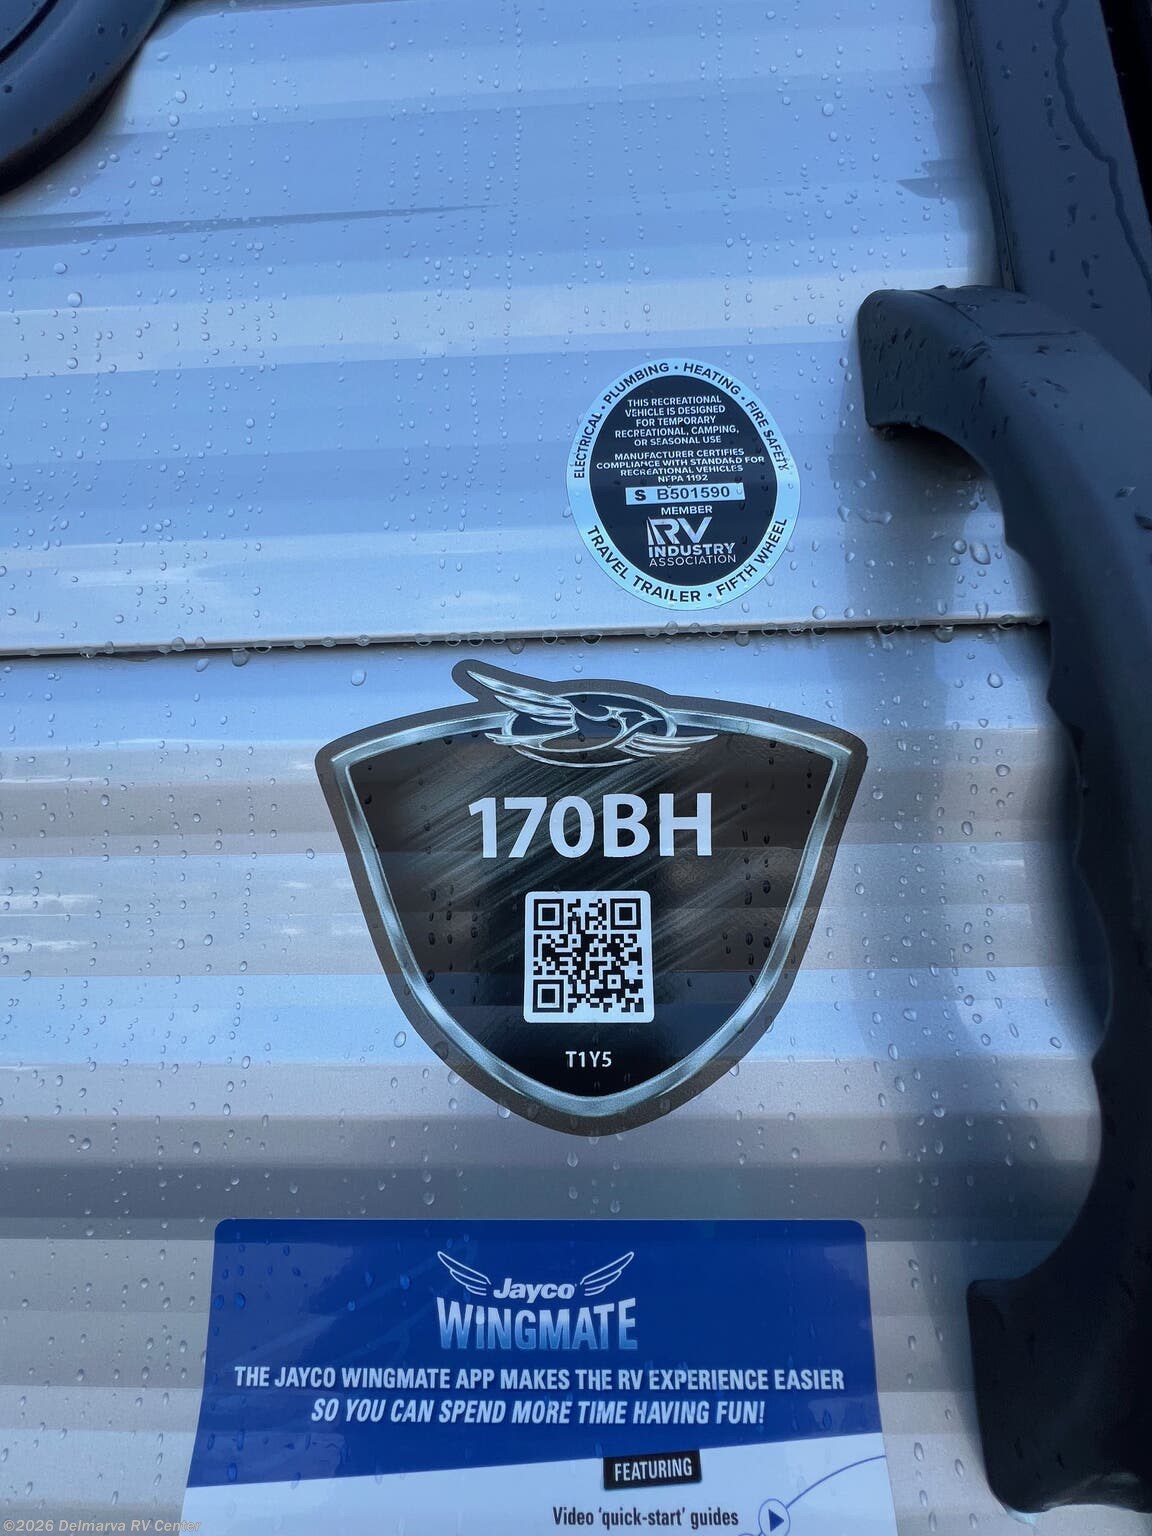 ELECTRICAL • PLUMBING • HEATING • FIRE SAFETY
THIS RECREATIONAL
VEHICLE IS DESIGNED
FOR TEMPORARY
RECREATIONAL, CAMPING,
OR SEASONAL USE
MANUFACTURER CERTIFIES
COMPLIANCE WITH STANDARD FOR
RECREATIONAL VEHICLES
NFPA 1192
S B501590
MEMBER
RV
INDUSTRY
ASSOCIATION
TRAVEL TRAILER • FIFTH WHEEL
170BH
T1Y5
Jayco
WINGMATE
THE JAYCO WINGMATE APP MAKES THE RV EXPERIENCE EASIER
SO YOU CAN SPEND MORE TIME HAVING FUN!
FEATURING
Video 'quick-start' guides
©2026 Delmarva RV Center